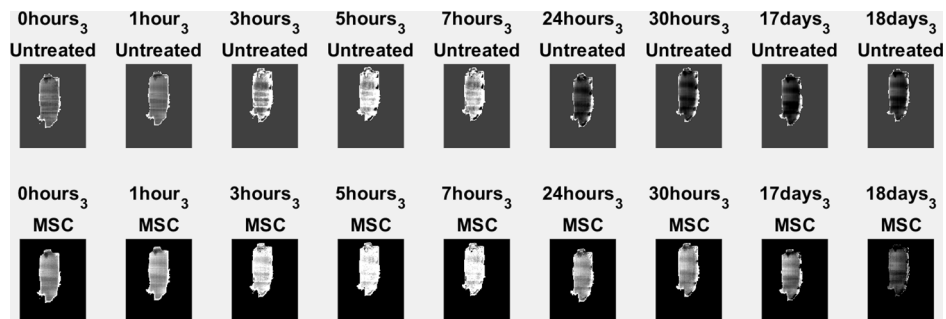 0hours3 1hour3 3hours3 5hours3 7hours3 24hours3 30hours3 17days3 18days3
Untreated Untreated Untreated Untreated Untreated Untreated Untreated Untreated Untreated
0hours3 1hour3 3hours3 5hours3 7hours3 24hours3 30hours3 17days3 18days3
MSC MSC MSC MSC MSC MSC MSC MSC MSC